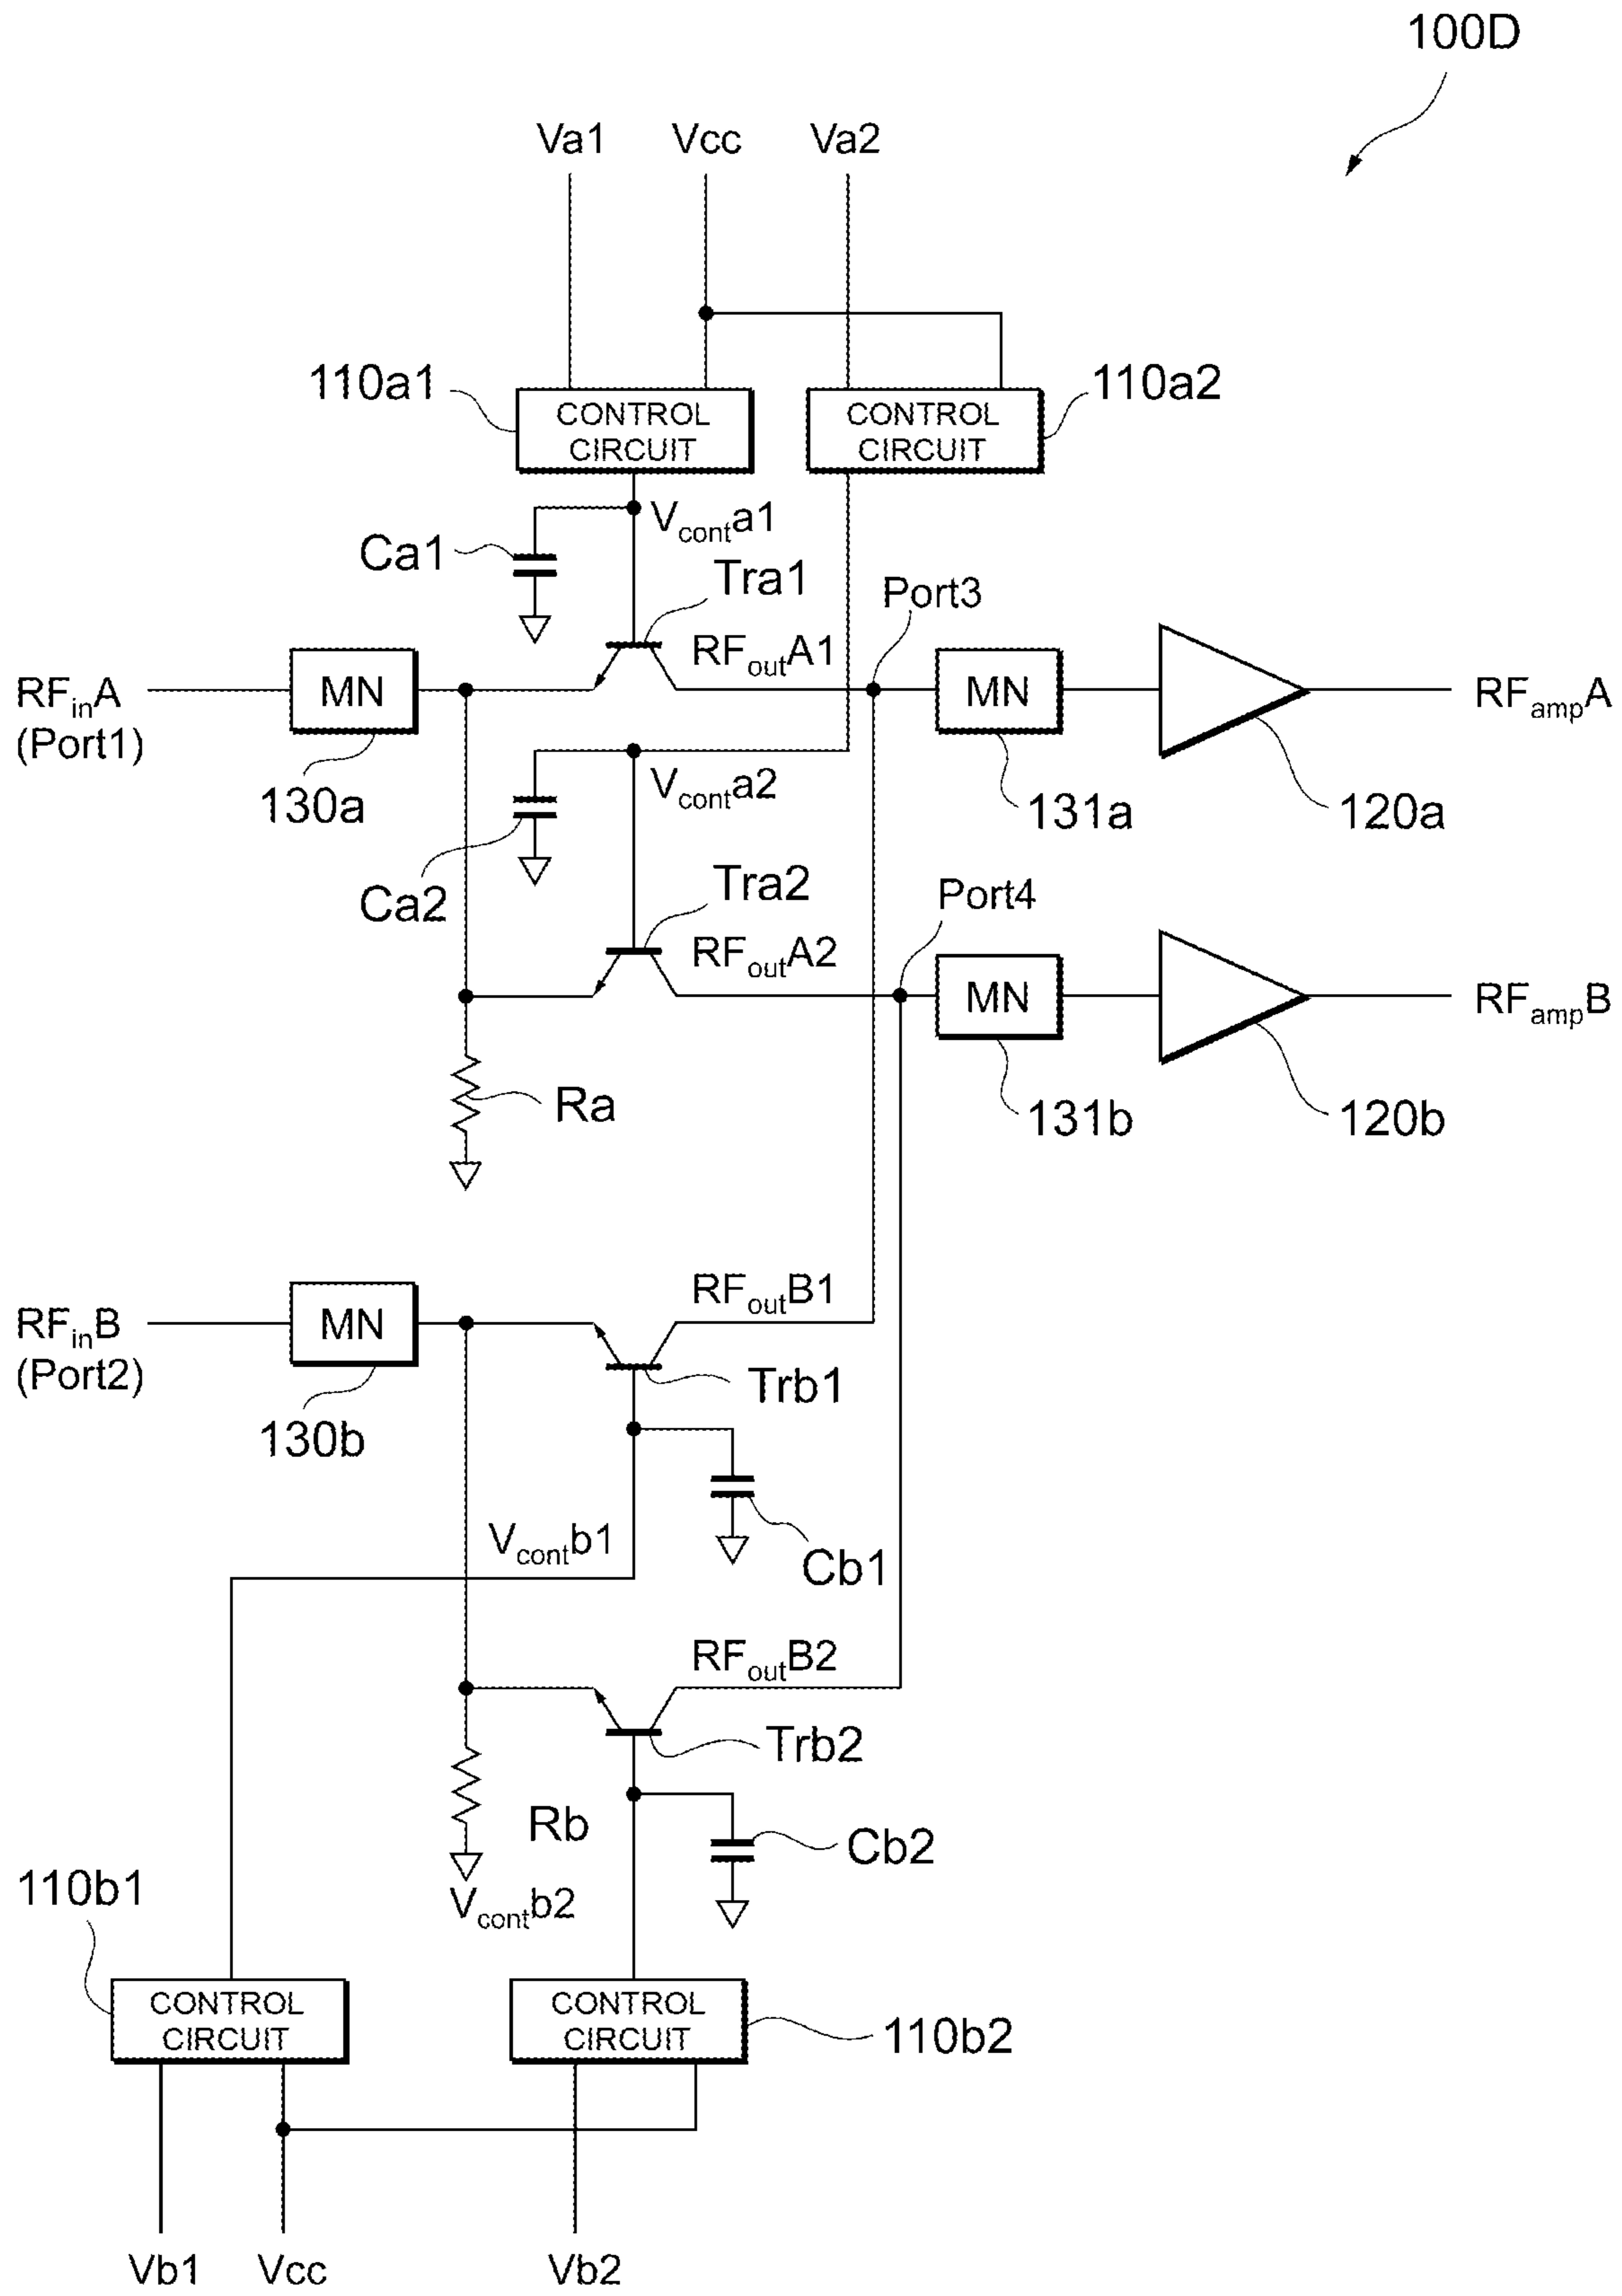 100D
Va1 Vcc Va2
110a1 CONTROL CIRCUIT CONTROL CIRCUIT 110a2
Vconta1
Ca1
Tra1
Port3
RFoutA1
RFinA
(Port1)
MN
MN
RFampA
130a
Vconta2
131a
120a
Ca2
Tra2
Port4
RFoutA2
MN
RFampB
Ra
131b
120b
RFoutB1
RFinB
(Port2)
MN
Trb1
130b
Vcontb1
Cb1
RFoutB2
Trb2
Rb
Cb2
110b1
Vcontb2
CONTROL CIRCUIT
CONTROL CIRCUIT
110b2
Vb1 Vcc Vb2